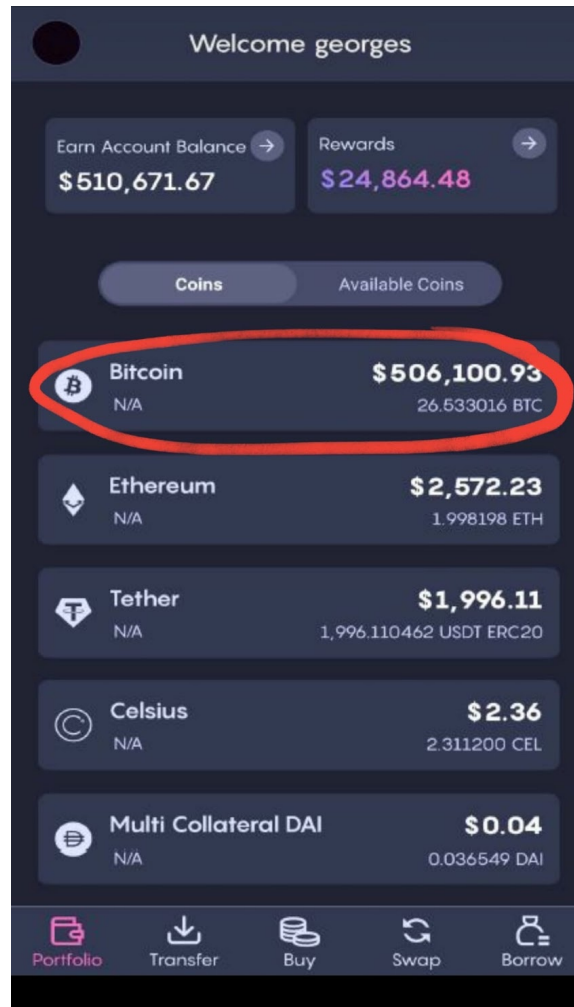 Welcome georges
Earn Account Balance
$510,671.67
Rewards
$24,864.48
Coins
Available Coins
Bitcoin
$506,100.93
N/A
26.533016 BTC
Ethereum
$2,572.23
N/A
1.998198 ETH
Tether
$1,996.11
N/A
1,996.110462 USDT ERC20
Celsius
$2.36
N/A
2.311200 CEL
Multi Collateral DAI
$0.04
N/A
0.036549 DAI
Portfolio
Transfer
Buy
Swap
Borrow